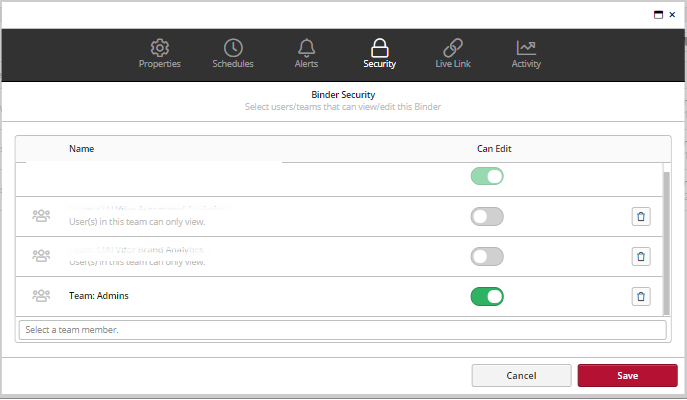 Properties
Schedules
Alerts
Security
Live Link
Activity
Binder Security
Select users/teams that can view/edit this Binder
Name
Can Edit
User(s) in this team can only view.
Brand Analytics
User(s) in this team can only view.
Team: Admins
Select a team member.
Cancel
Save